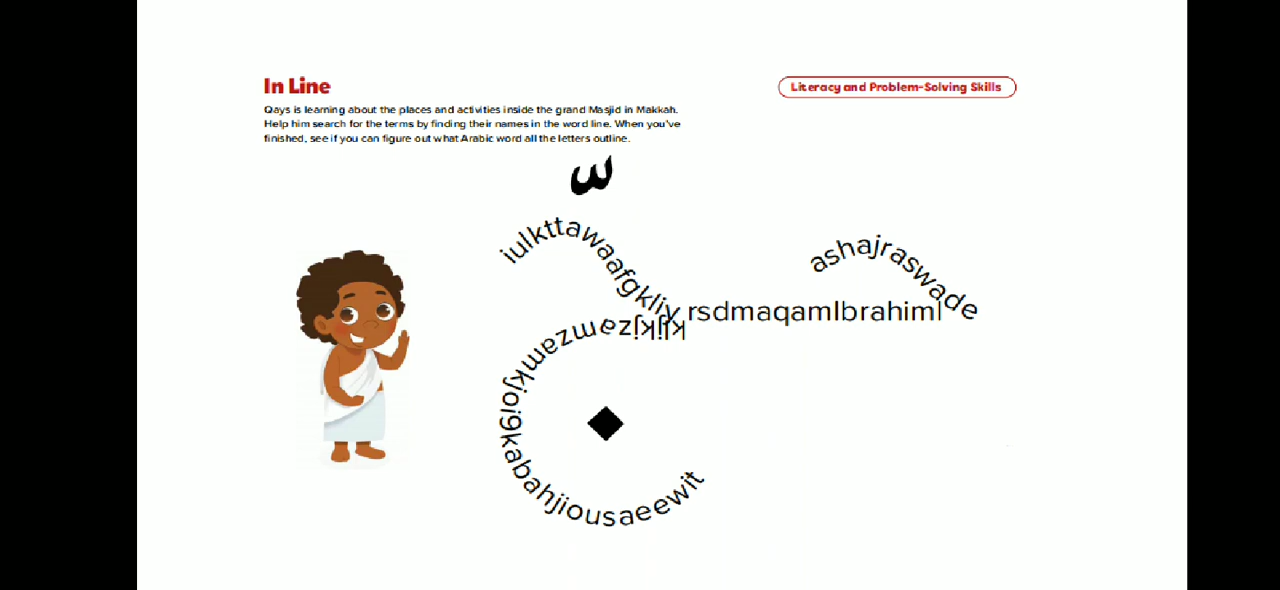 In Line
Literacy and Problem-Solving Skills
Qays is learning about the places and activities inside the grand Masjid in Makkah.
Help him search for the terms by finding their names in the word line. When you've
finished, see if you can figure out what Arabic word all the letters outline.
iulkttawaafgkliy
ashajraswade
rsdmaqamIbrahiml
kljkjzamzamkjoi9kabahjiousaeewit